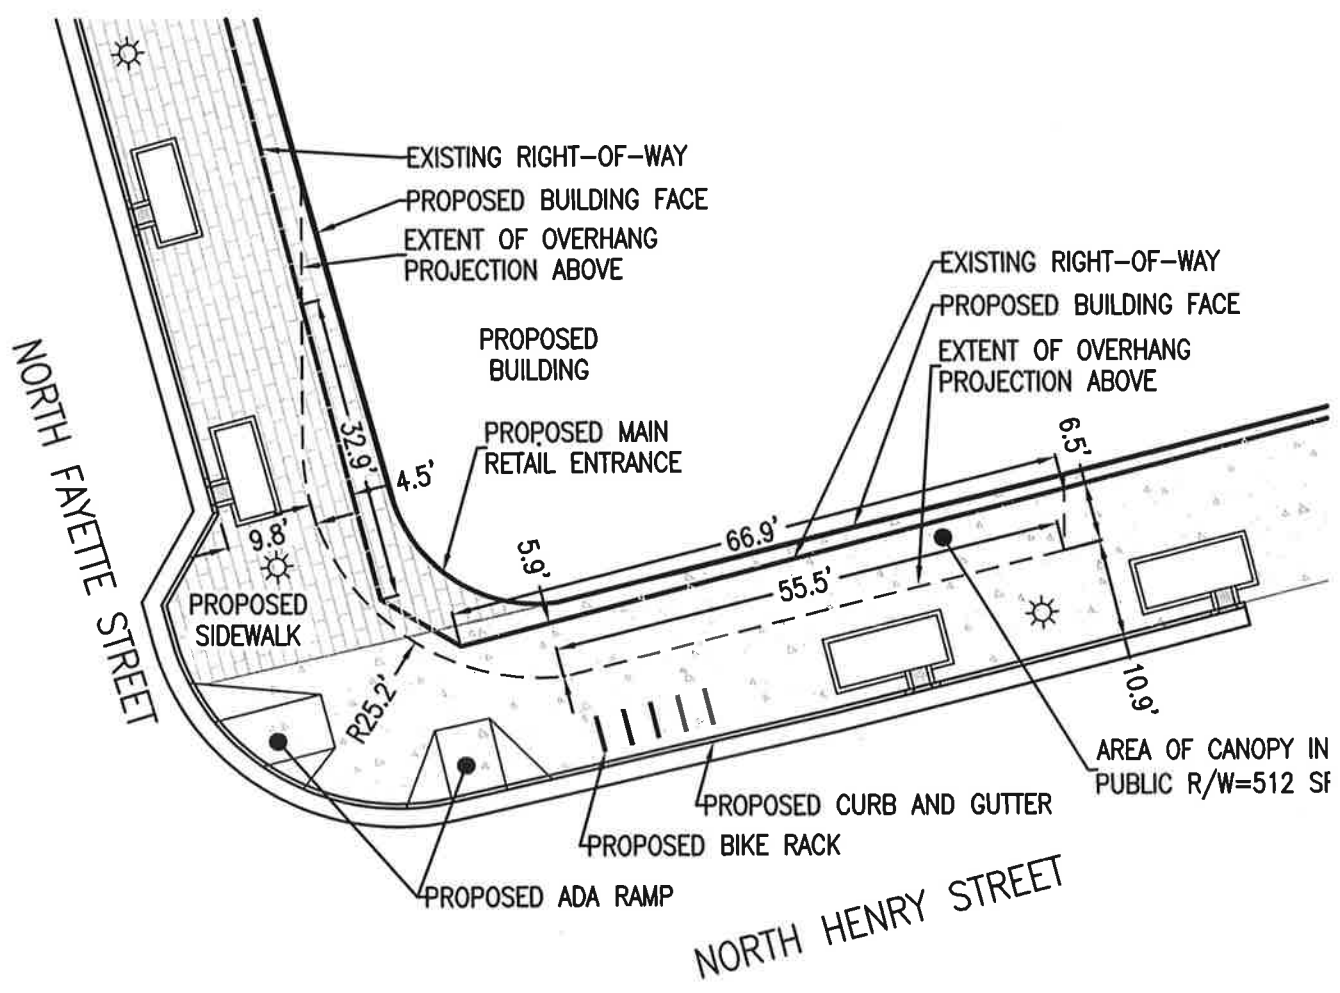 EXISTING RIGHT-OF-WAY
PROPOSED BUILDING FACE
EXTENT OF OVERHANG
PROJECTION ABOVE
EXISTING RIGHT-OF-WAY
PROPOSED BUILDING FACE
EXTENT OF OVERHANG
PROJECTION ABOVE
PROPOSED
BUILDING
PROPOSED MAIN
RETAIL ENTRANCE
NORTH FAYETTE STREET
32.9'
4.5'
6.5'
9.8'
5.9'
66.9'
55.5'
PROPOSED
SIDEWALK
R25.2'
10.9'
AREA OF CANOPY IN
PUBLIC R/W=512 SF
PROPOSED CURB AND GUTTER
PROPOSED BIKE RACK
PROPOSED ADA RAMP
NORTH HENRY STREET